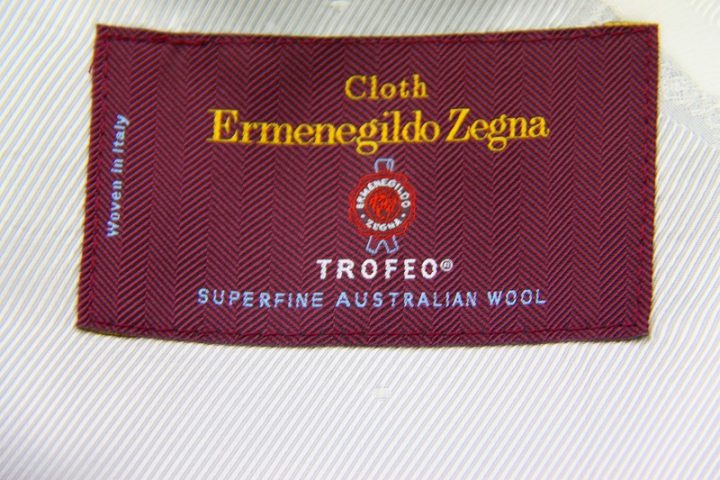 Cloth
Ermenegildo Zegna
Woven in Italy
ERMENEGILDO
ZEGNA
TROFEO®
SUPERFINE AUSTRALIAN WOOL